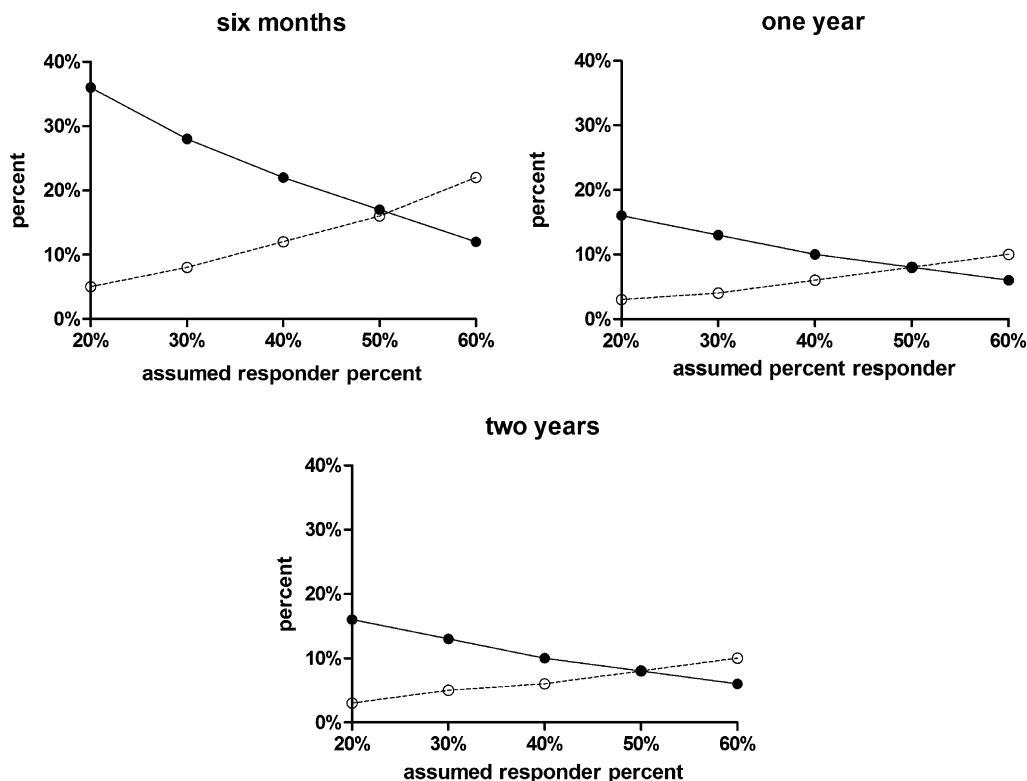 six months
40%
30%
20%
10%
0%
percent
20% 30% 40% 50% 60%
assumed responder percent
one year
40%
30%
20%
10%
0%
percent
20% 30% 40% 50% 60%
assumed percent responder
two years
40%
30%
20%
10%
0%
percent
20% 30% 40% 50% 60%
assumed responder percent